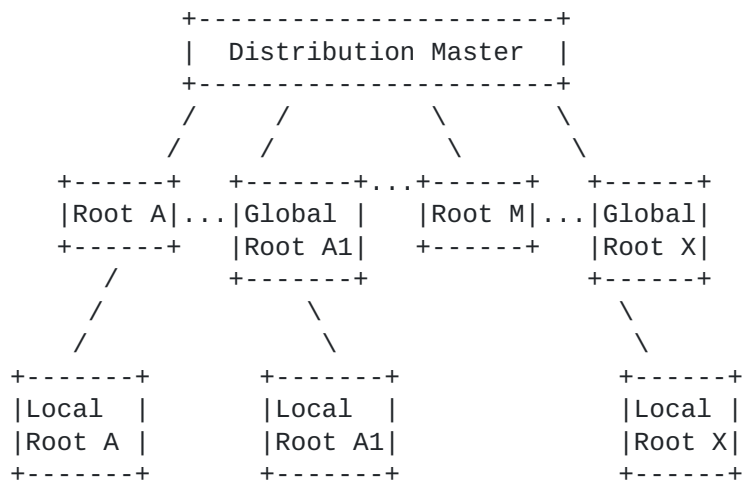 Distribution Master
Root A...Global Root A1...Root M...Global Root X
Local Root A
Local Root A1
Local Root X